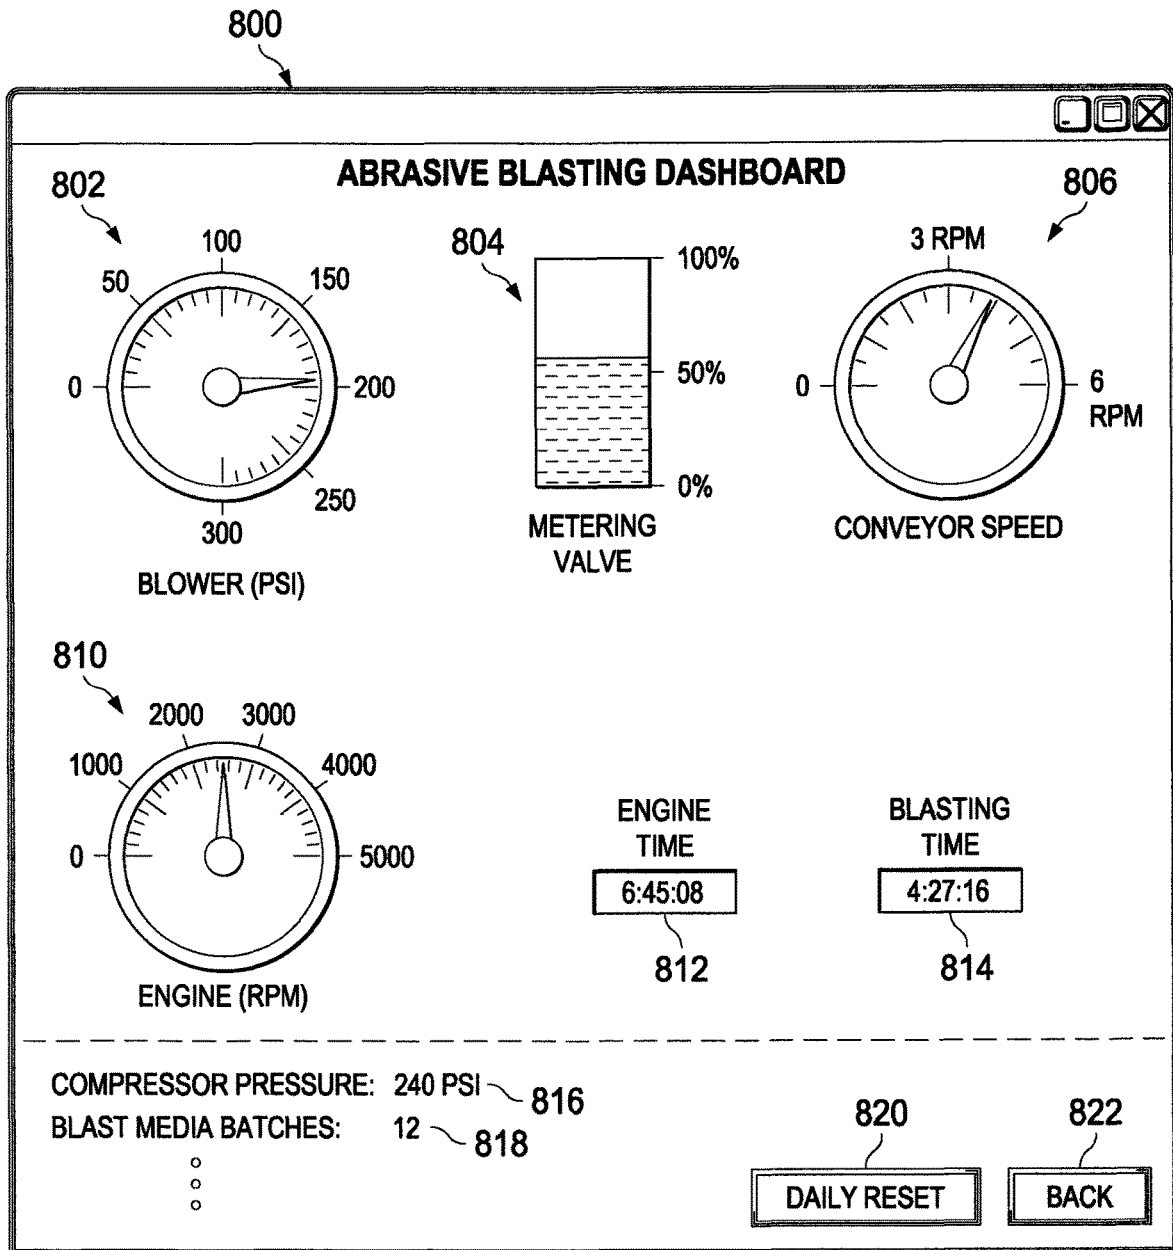 800
ABRASIVE BLASTING DASHBOARD
802
0
50
100
150
200
250
300
BLOWER (PSI)
804
100%
50%
0%
METERING
VALVE
806
0
3 RPM
6
RPM
CONVEYOR SPEED
810
0
1000
2000
3000
4000
5000
ENGINE (RPM)
ENGINE
TIME
6:45:08
812
BLASTING
TIME
4:27:16
814
COMPRESSOR PRESSURE: 240 PSI 816
BLAST MEDIA BATCHES: 12 818
820
DAILY RESET
822
BACK